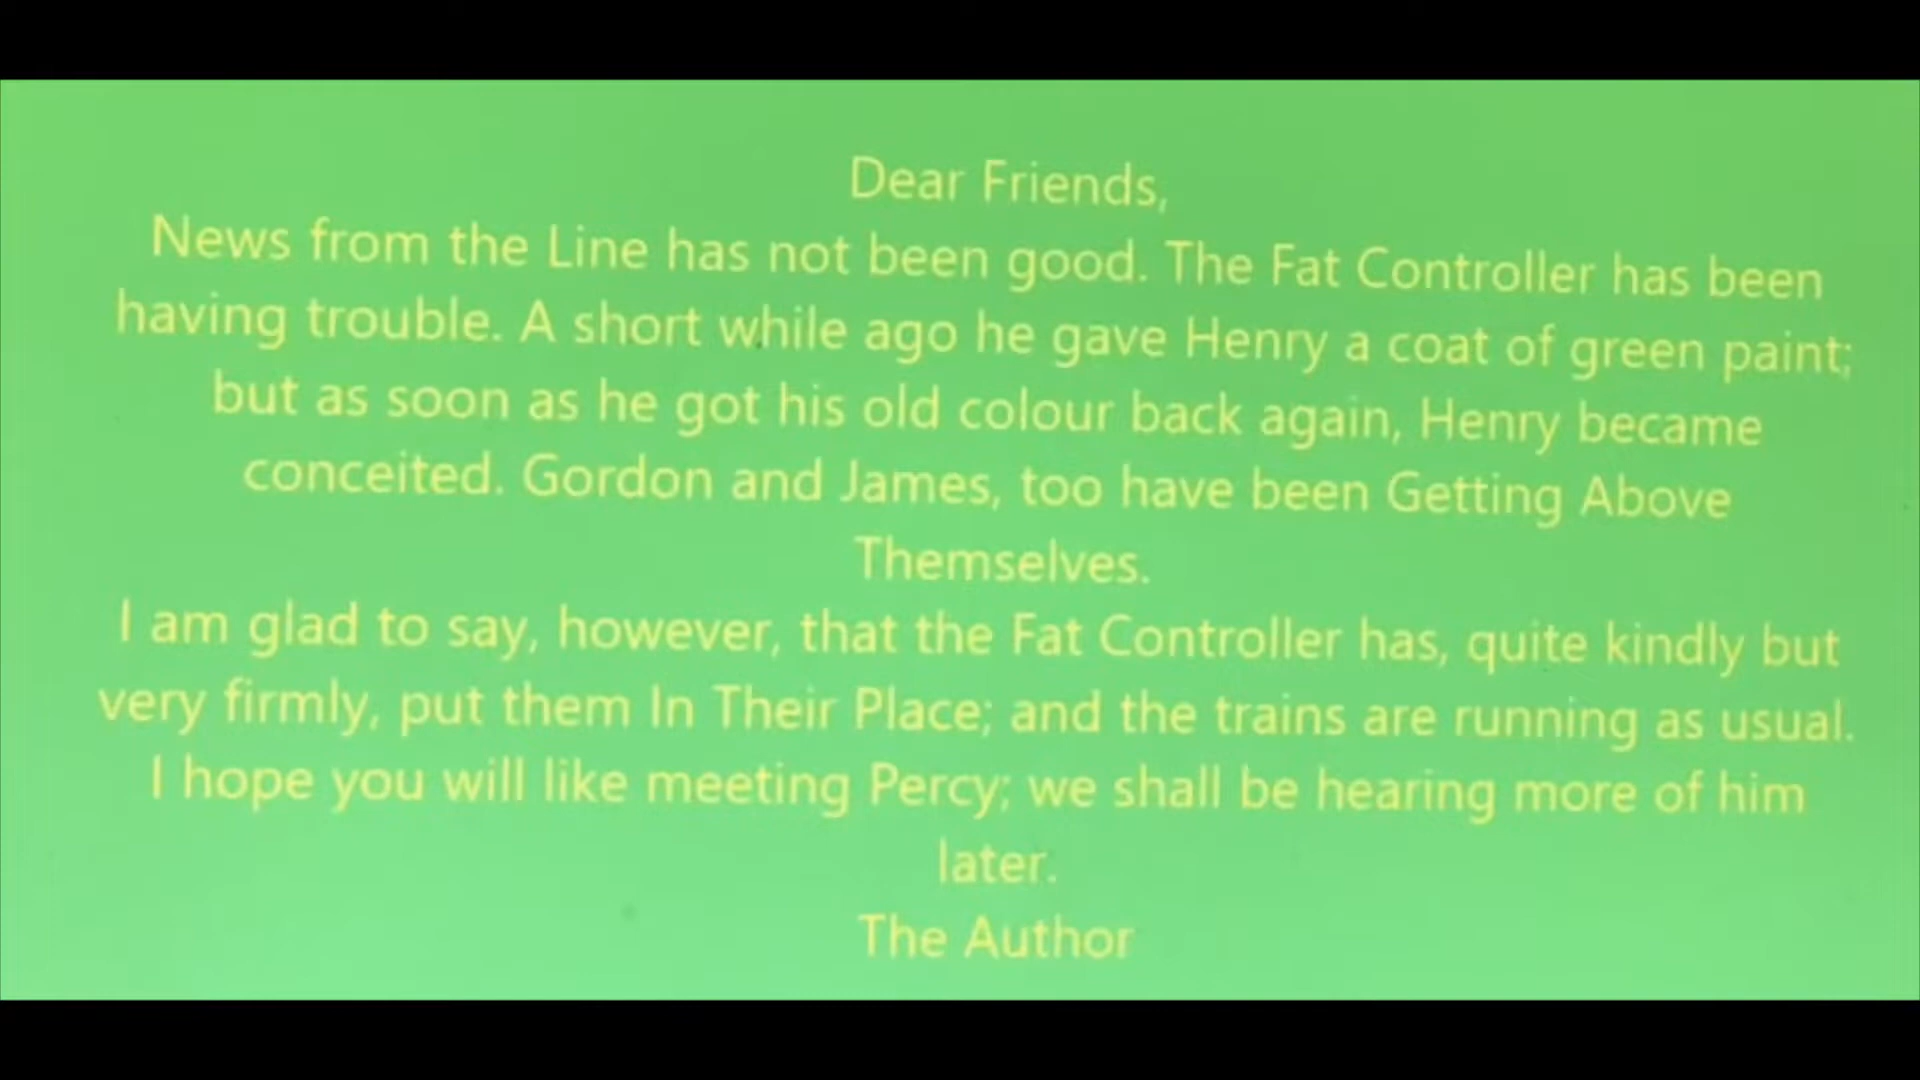 Dear Friends,
News from the Line has not been good. The Fat Controller has been
having trouble. A short while ago he gave Henry a coat of green paint;
but as soon as he got his old colour back again, Henry became
conceited. Gordon and James, too have been Getting Above
Themselves.
I am glad to say, however, that the Fat Controller has, quite kindly but
very firmly, put them In Their Place; and the trains are running as usual.
I hope you will like meeting Percy; we shall be hearing more of him
later.
The Author